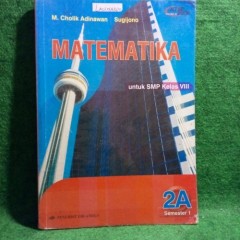 M. Cholik Adinawan Sugijono
MATEMATIKA
untuk SMP Kelas VIII
2A
Semester 1